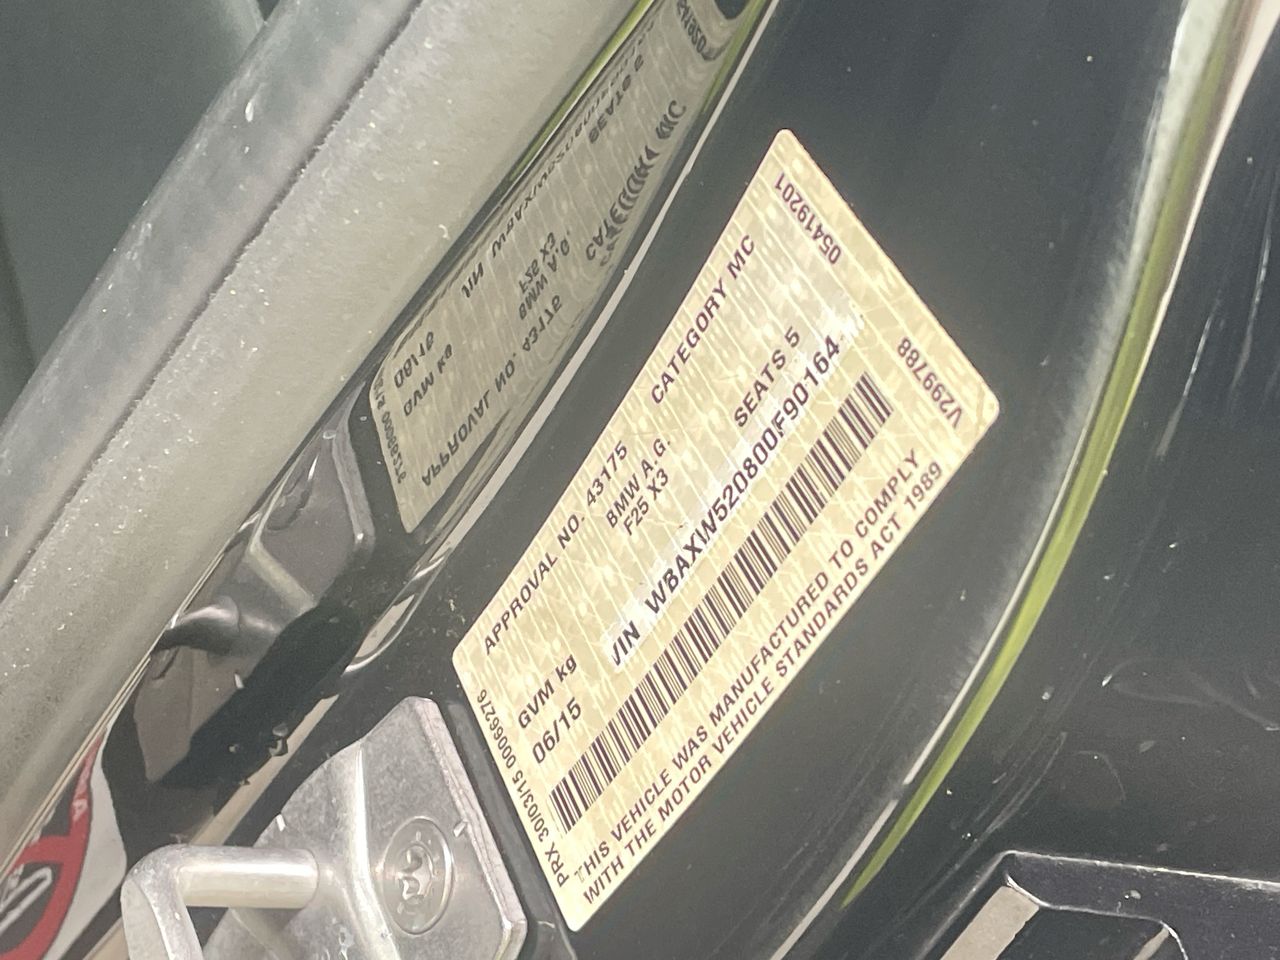 05419201
APPROVAL NO. 43175 CATEGORY MC
BMW A.G.
F25 X3
GVM kg SEATS 5
06/15 VIN WBAXW520800F90164
V299788
THIS VEHICLE WAS MANUFACTURED TO COMPLY
WITH THE MOTOR VEHICLE STANDARDS ACT 1989
PRX 30/03/15 00066276